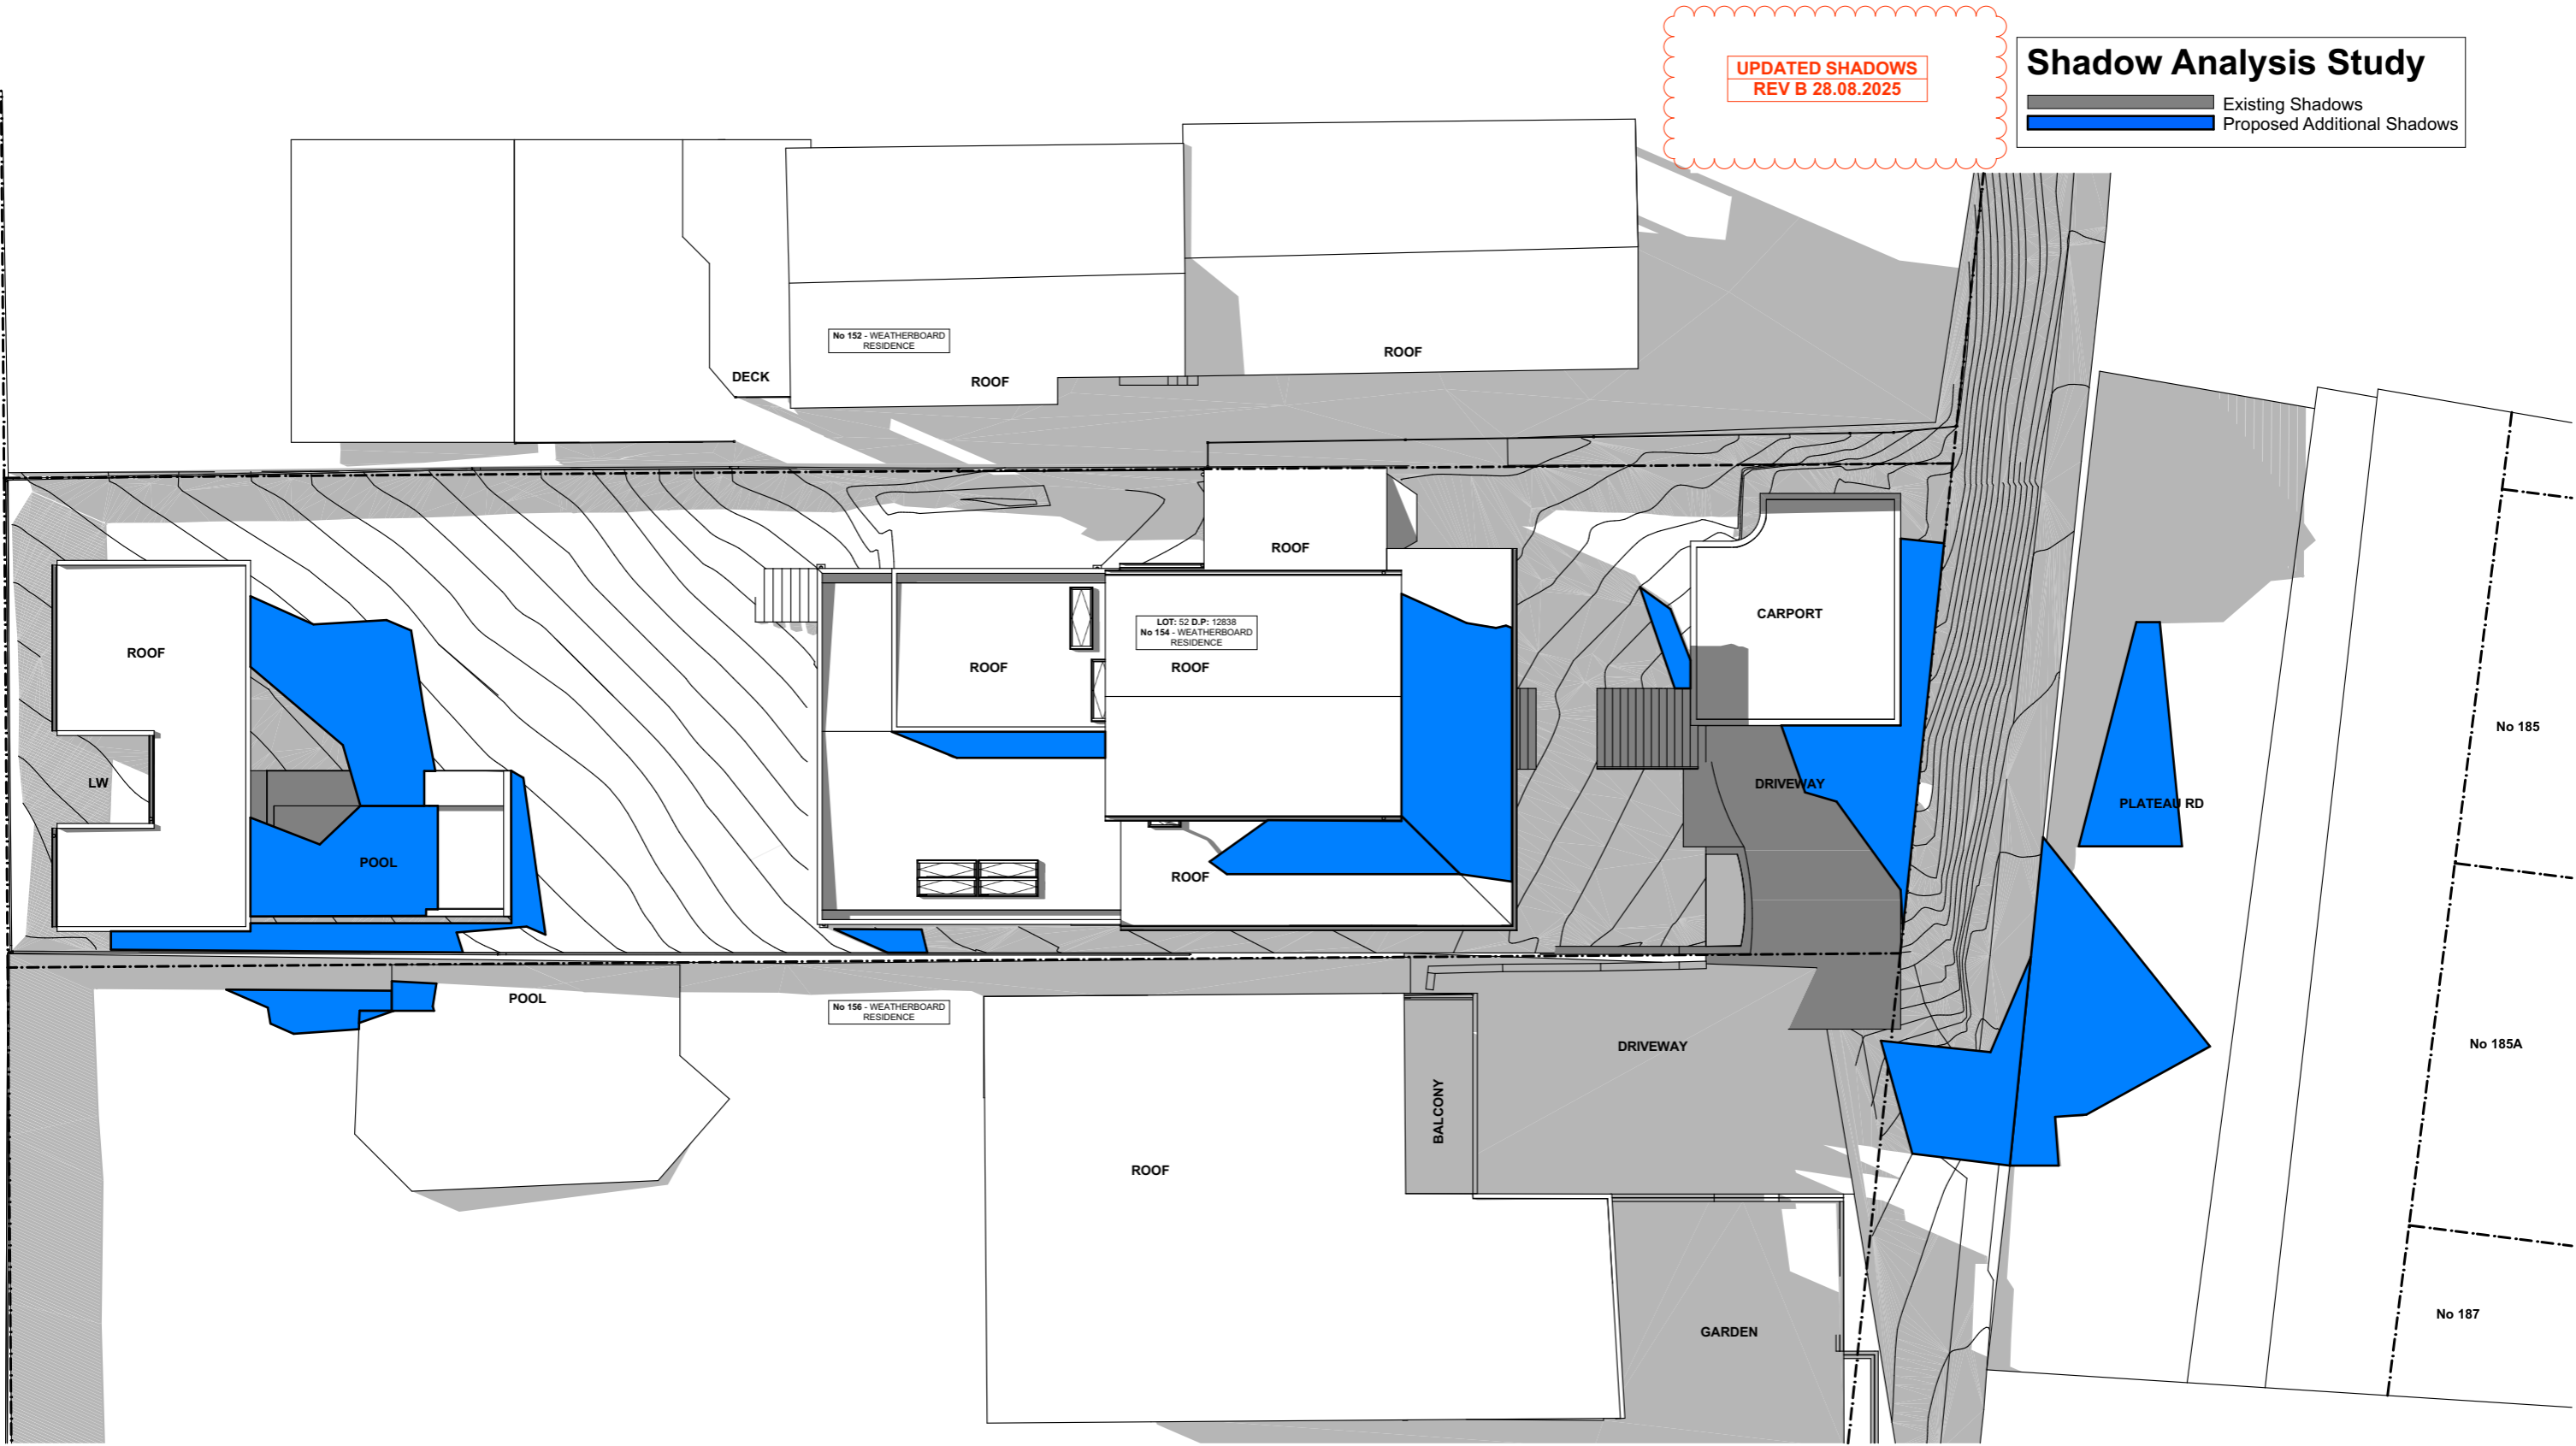 UPDATED SHADOWS
REV B 28.08.2025
Shadow Analysis Study
Existing Shadows
Proposed Additional Shadows
No 152 - WEATHERBOARD
RESIDENCE
DECK
ROOF
ROOF
ROOF
CARPORT
LOT: 52 D.P: 12838
No 154 - WEATHERBOARD
RESIDENCE
ROOF
ROOF
ROOF
No 185
LW
DRIVEWAY
PLATEAU RD
POOL
ROOF
POOL
No 156 - WEATHERBOARD
RESIDENCE
DRIVEWAY
No 185A
BALCONY
ROOF
GARDEN
No 187